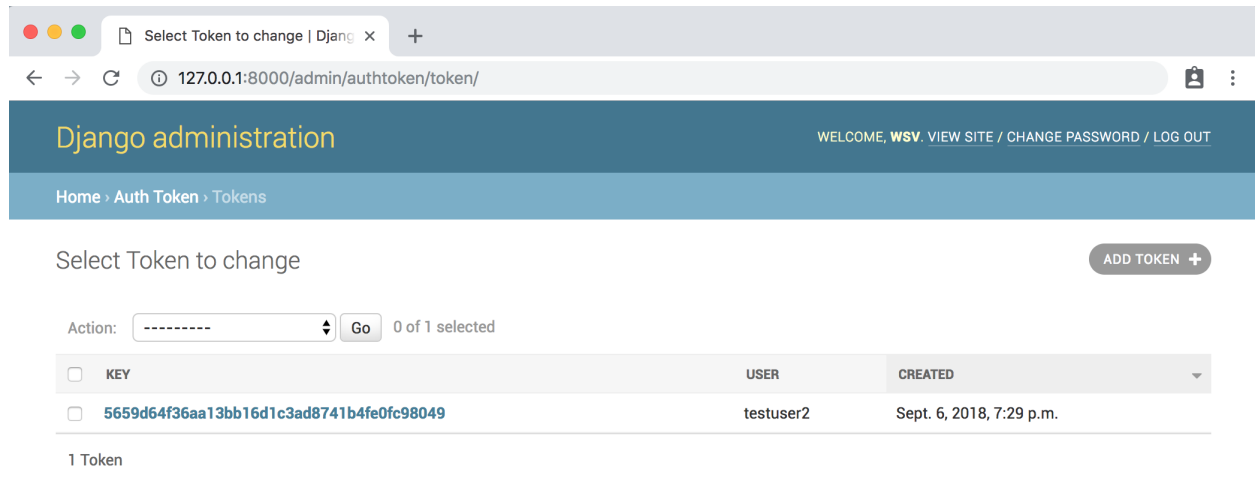 Select Token to change | Djang
127.0.0.1:8000/admin/authtoken/token/
Django administration
WELCOME, WSV. VIEW SITE / CHANGE PASSWORD / LOG OUT
Home › Auth Token › Tokens
Select Token to change
ADD TOKEN +
Action: --------- Go 0 of 1 selected
KEY USER CREATED
5659d64f36aa13bb16d1c3ad8741b4fe0fc98049 testuser2 Sept. 6, 2018, 7:29 p.m.
1 Token